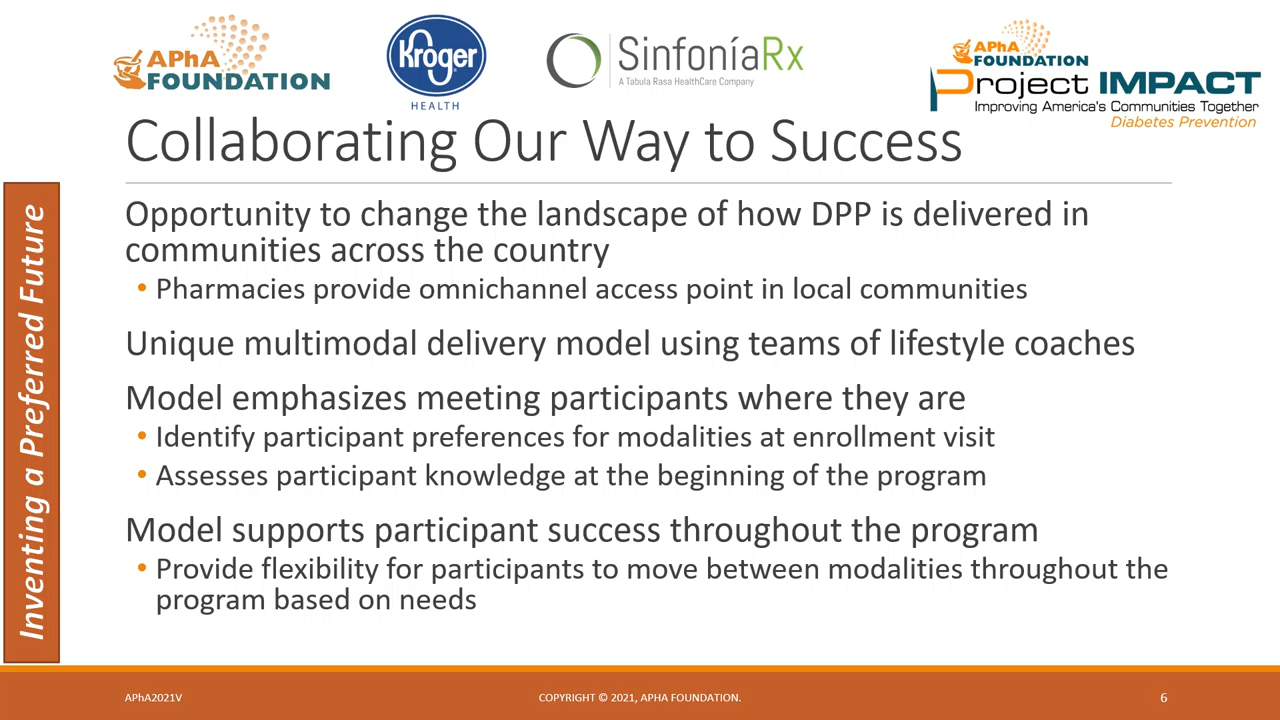 APhA
FOUNDATION
Kroger
HEALTH
SinfoníaRx
A Tabula Rasa HealthCare Company
APhA
FOUNDATION
Project IMPACT
Improving America's Communities Together
Diabetes Prevention
Collaborating Our Way to Success
Inventing a Preferred Future
Opportunity to change the landscape of how DPP is delivered in
communities across the country
• Pharmacies provide omnichannel access point in local communities
Unique multimodal delivery model using teams of lifestyle coaches
Model emphasizes meeting participants where they are
• Identify participant preferences for modalities at enrollment visit
• Assesses participant knowledge at the beginning of the program
Model supports participant success throughout the program
• Provide flexibility for participants to move between modalities throughout the
program based on needs
APhA2021V
COPYRIGHT © 2021, APHA FOUNDATION.
6